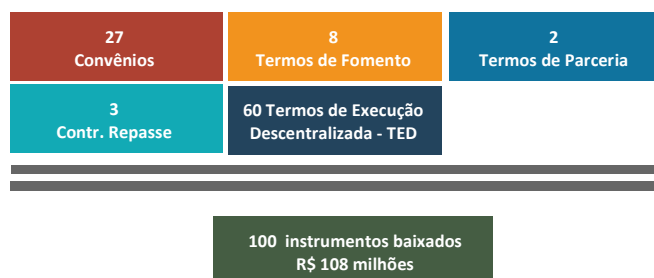 27
Convênios
8
Termos de Fomento
2
Termos de Parceria
3
Contr. Repasse
60 Termos de Execução
Descentralizada - TED
100 instrumentos baixados
R$ 108 milhões